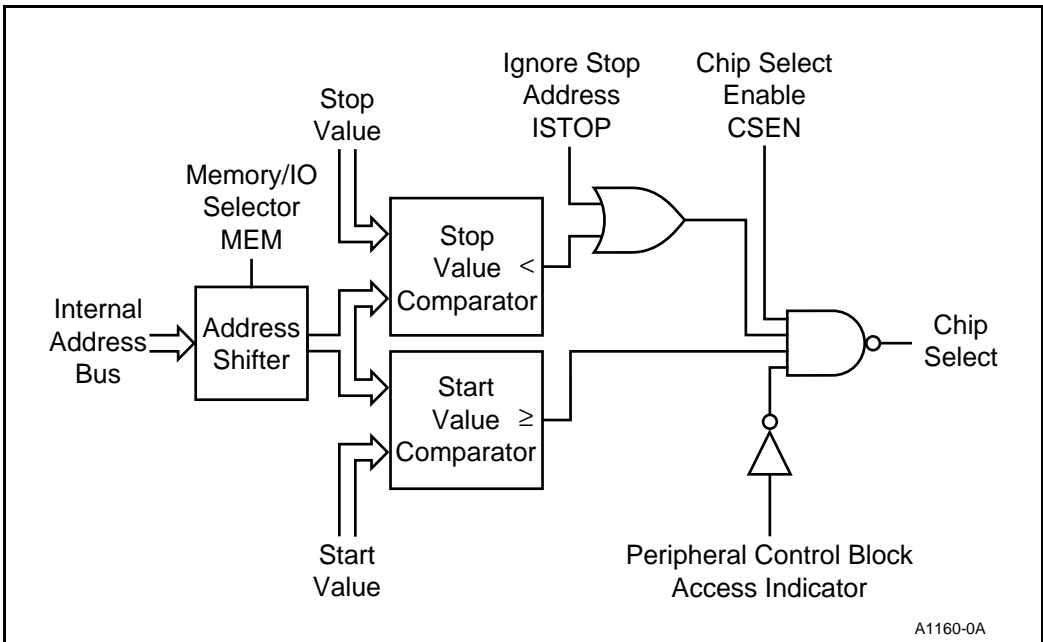 Ignore Stop
Address
ISTOP
Chip Select
Enable
CSEN
Stop
Value
Memory/IO
Selector
MEM
Stop
Value <
Comparator
Internal
Address
Bus
Address
Shifter
Start
Value ≥
Comparator
Chip
Select
Start
Value
Peripheral Control Block
Access Indicator
A1160-0A